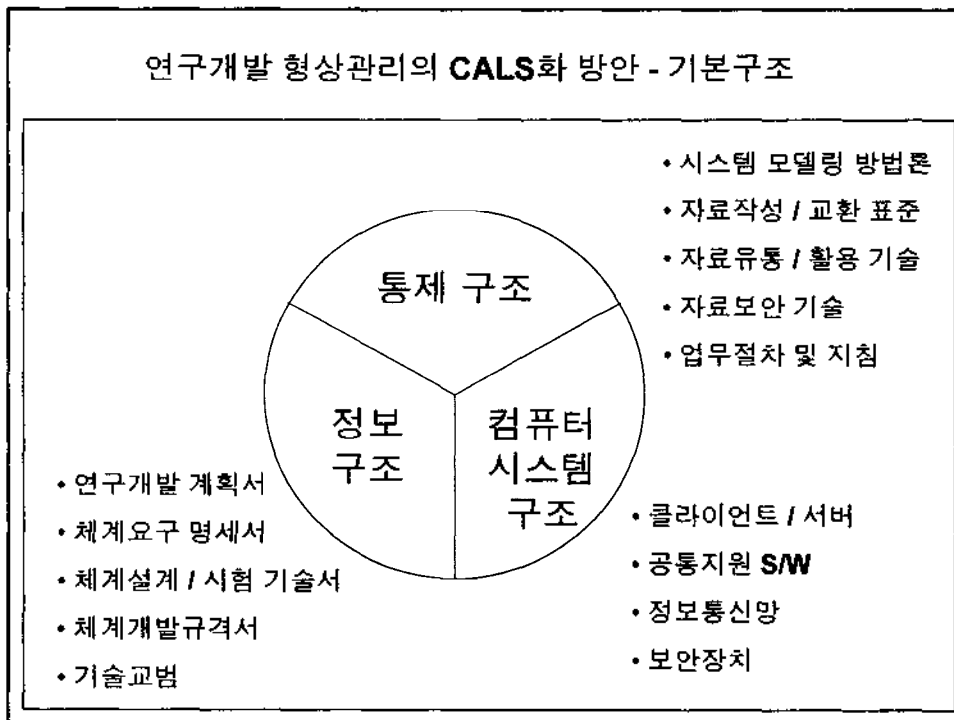 연구개발 형상관리의 CALS화 방안 - 기본구조
• 시스템 모델링 방법론
• 자료작성 / 교환 표준
• 자료유통 / 활용 기술
• 자료보안 기술
• 업무절차 및 지침
통제 구조
정보
구조
컴퓨터
시스템
구조
• 연구개발 계획서
• 체계요구 명세서
• 체계설계 / 시험 기술서
• 체계개발규격서
• 기술교범
• 클라이언트 / 서버
• 공통지원 S/W
• 정보통신망
• 보안장치